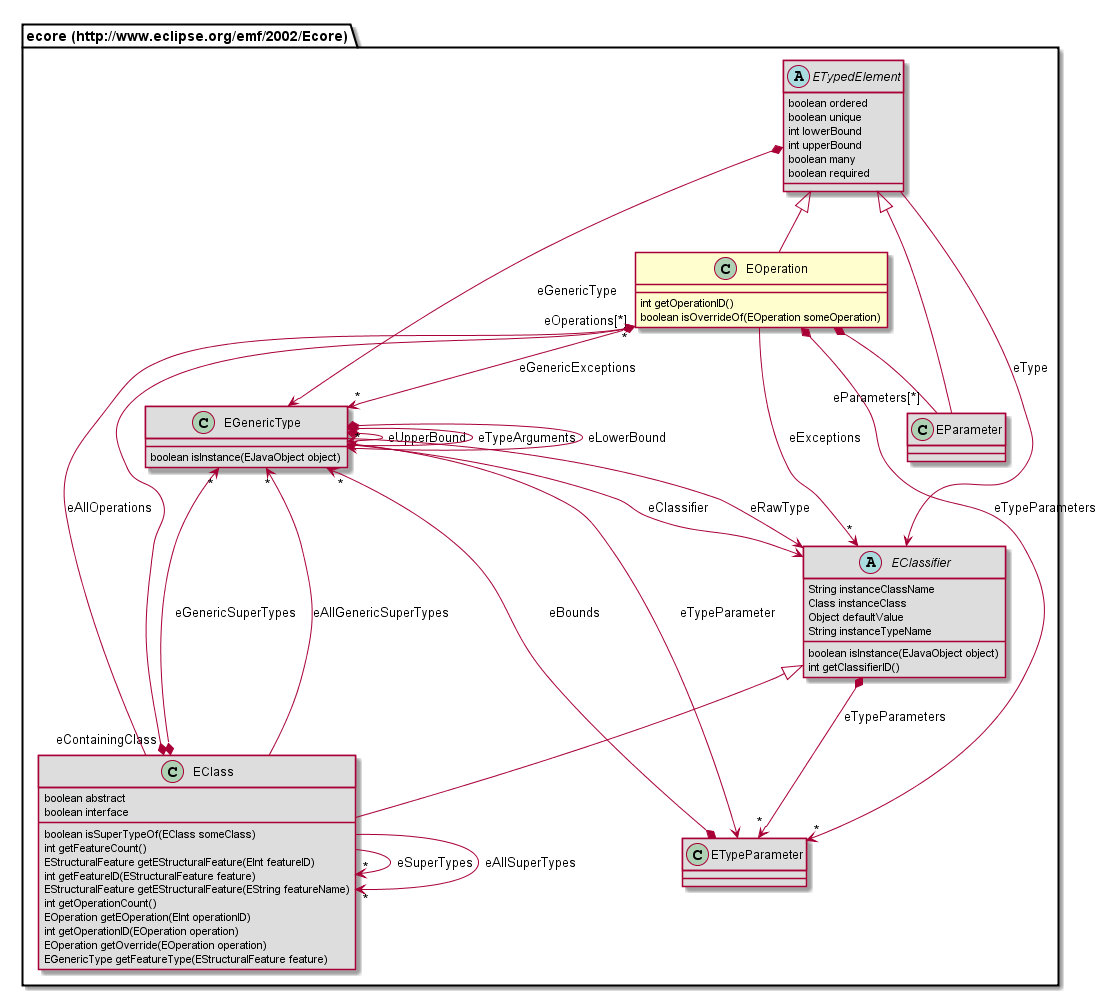 ecore (http://www.eclipse.org/emf/2002/Ecore)
A ETypedElement
boolean ordered
boolean unique
int lowerBound
int upperBound
boolean many
boolean required
C EOperation
int getOperationID()
boolean isOverrideOf(EOperation someOperation)
eGenericType
eOperations[*]
*
eGenericExceptions
*
eType
eParameters[*]
C EParameter
C EGenericType
boolean isInstance(EJavaObject object)
*
eUpperBound
eTypeArguments
eLowerBound
eExceptions
*
*
*
*
eAllOperations
eClassifier
eRawType
eTypeParameters
A EClassifier
String instanceClassName
Class instanceClass
Object defaultValue
String instanceTypeName
boolean isInstance(EJavaObject object)
int getClassifierID()
eGenericSuperTypes
eAllGenericSuperTypes
eBounds
eTypeParameter
eTypeParameters
eContainingClass
C EClass
boolean abstract
boolean interface
boolean isSuperTypeOf(EClass someClass)
int getFeatureCount()
EStructuralFeature getEStructuralFeature(EInt featureID)
int getFeatureID(EStructuralFeature feature)
EStructuralFeature getEStructuralFeature(EString featureName)
int getOperationCount()
EOperation getEOperation(EInt operationID)
int getOperationID(EOperation operation)
EOperation getOverride(EOperation operation)
EGenericType getFeatureType(EStructuralFeature feature)
*
eSuperTypes
eAllSuperTypes
*
*
*
C ETypeParameter